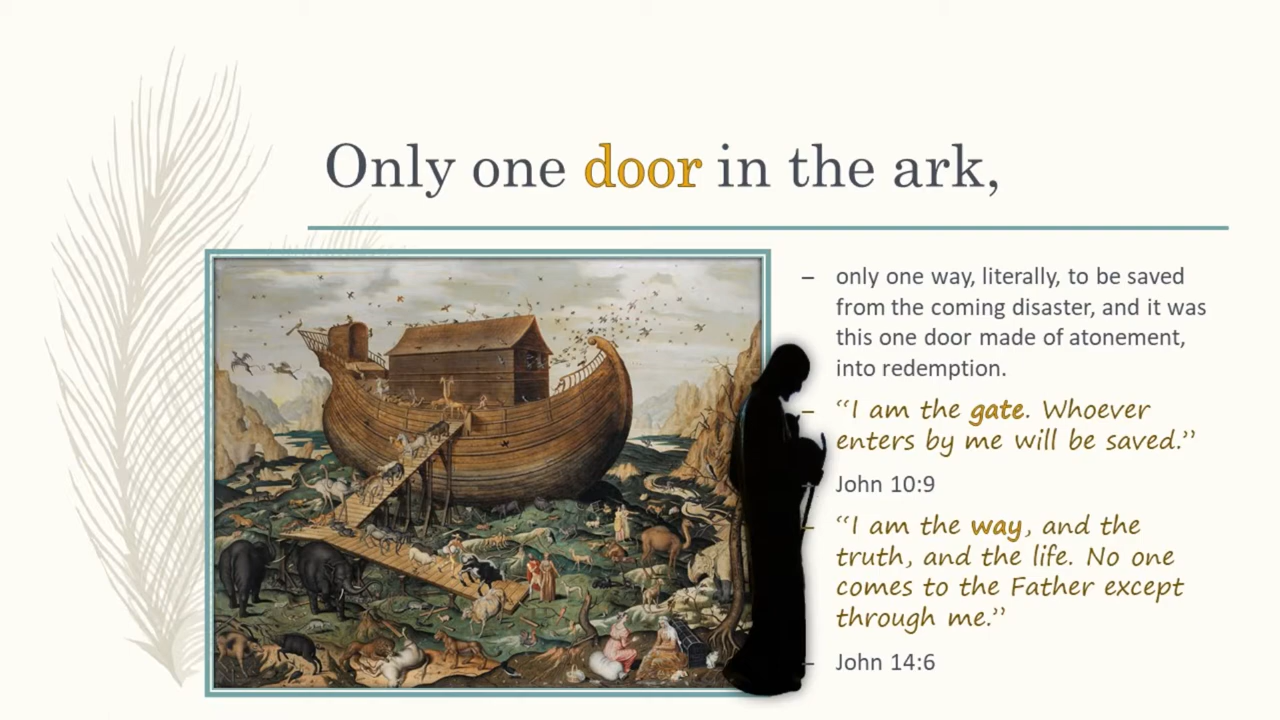 Only one door in the ark,
– only one way, literally, to be saved
from the coming disaster, and it was
this one door made of atonement,
into redemption.
– “I am the gate. Whoever
enters by me will be saved.”
– John 10:9
– “I am the way, and the
truth, and the life. No one
comes to the Father except
through me.”
– John 14:6